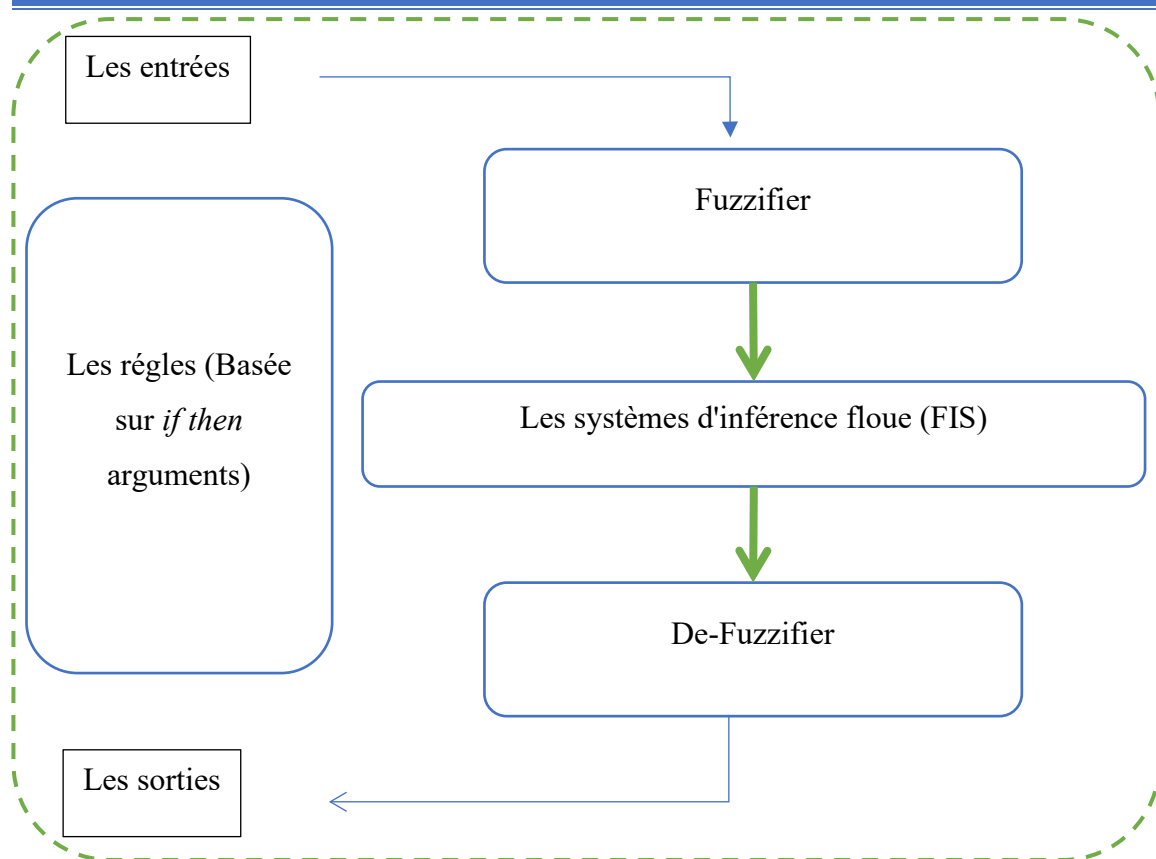 Les entrées
Fuzzifier
Les régles (Basée
sur if then
arguments)
Les systèmes d'inférence floue (FIS)
De-Fuzzifier
Les sorties